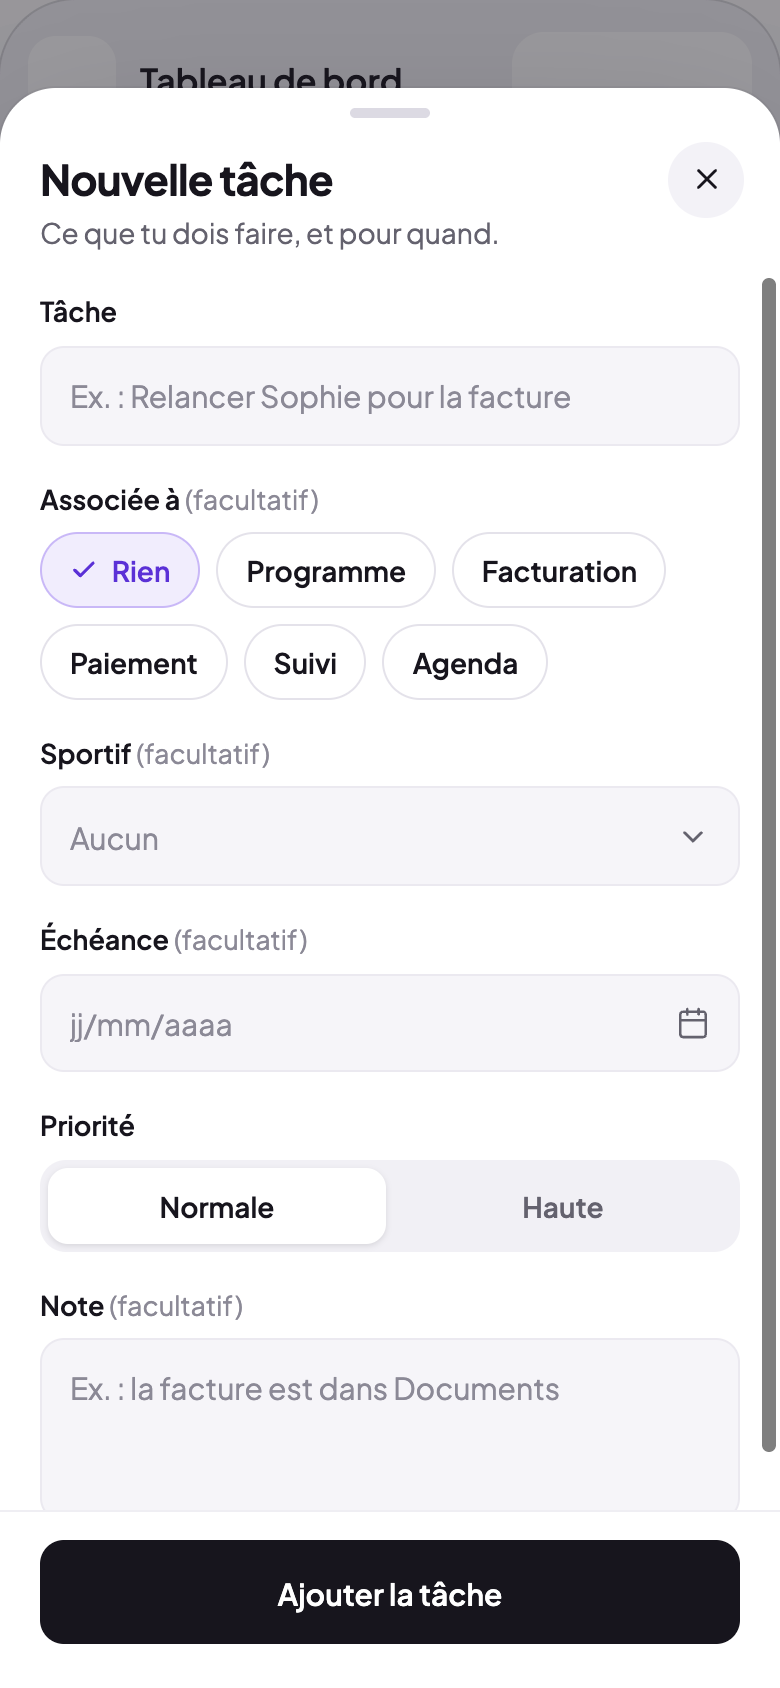 Tableau de bord
Nouvelle tâche
Ce que tu dois faire, et pour quand.
Tâche
Ex. : Relancer Sophie pour la facture
Associée à (facultatif)
Rien Programme Facturation
Paiement Suivi Agenda
Sportif (facultatif)
Aucun
Échéance (facultatif)
jj/mm/aaaa
Priorité
Normale Haute
Note (facultatif)
Ex. : la facture est dans Documents
Ajouter la tâche